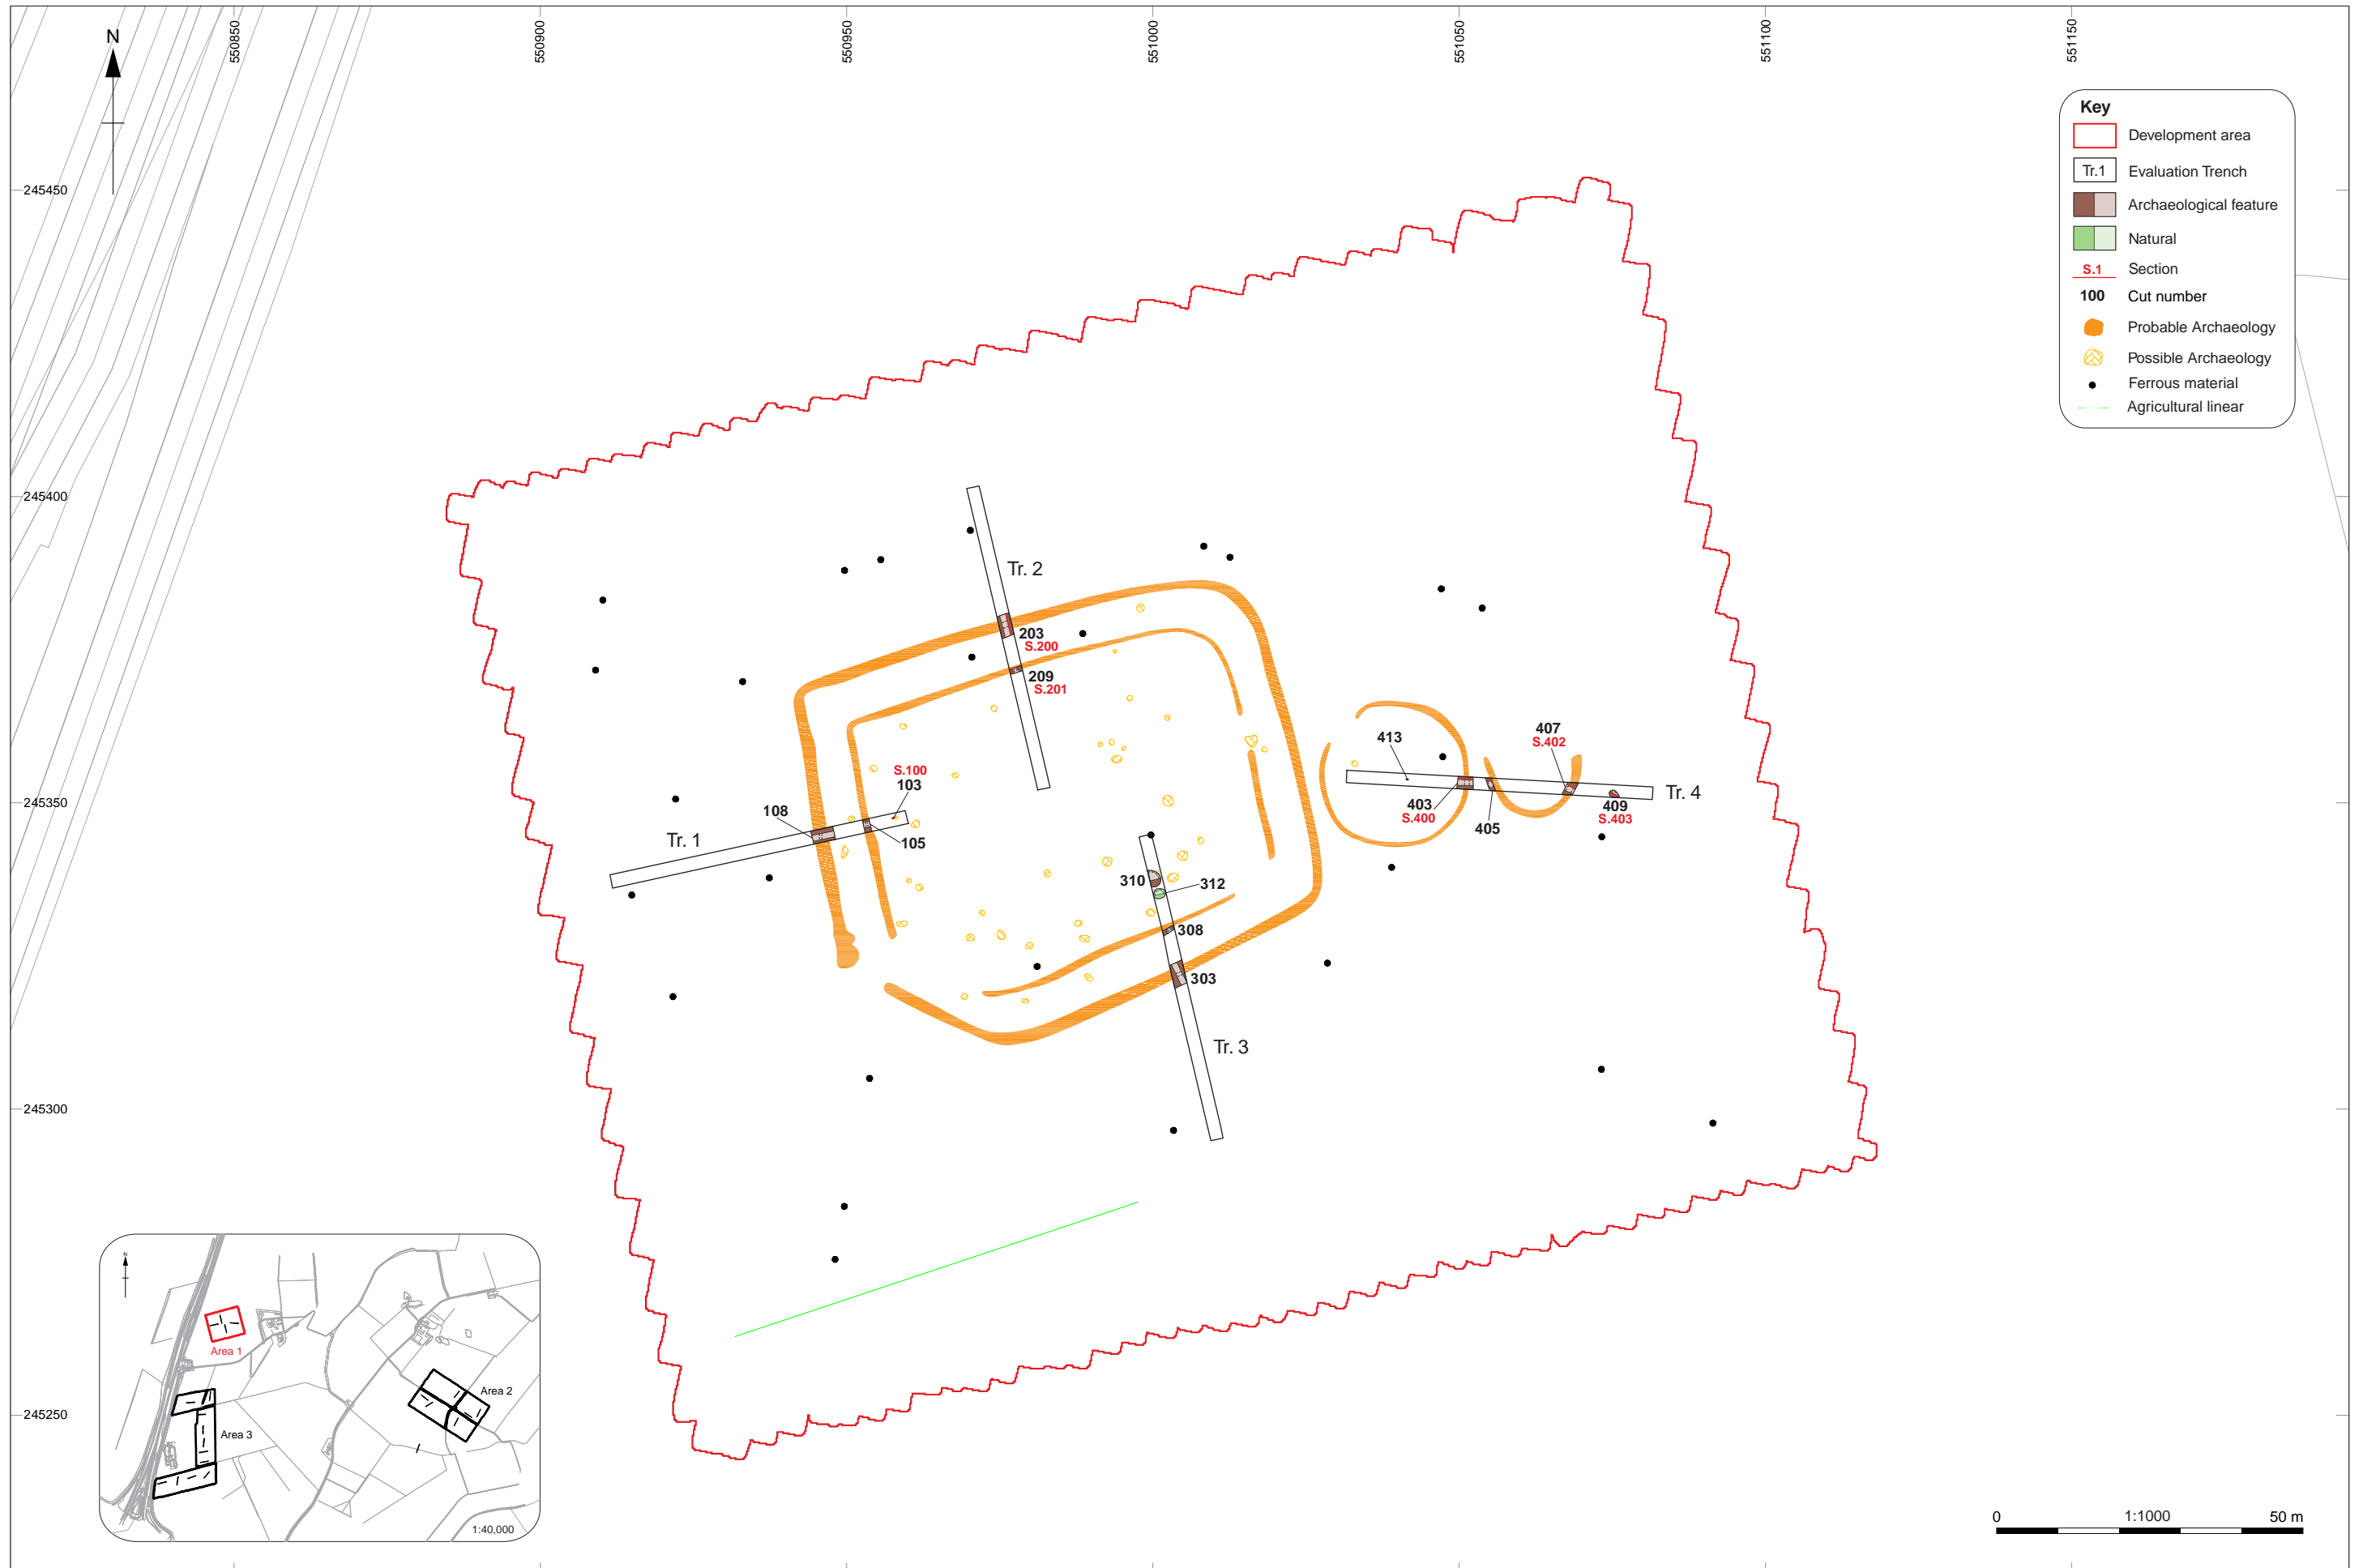 550850
550900
550950
551000
551050
551100
551150
N
245450
245400
245350
245300
245250
Key
Development area
Tr.1 Evaluation Trench
Archaeological feature
Natural
S.1 Section
100 Cut number
Probable Archaeology
Possible Archaeology
Ferrous material
Agricultural linear
Tr. 2
203
S.200
209
S.201
S.100
103
108
Tr. 1
105
413
407
S.402
Tr. 4
403
S.400
409
S.403
405
310
312
308
303
Tr. 3
N
Area 1
Area 2
Area 3
1:40,000
0 1:1000 50 m